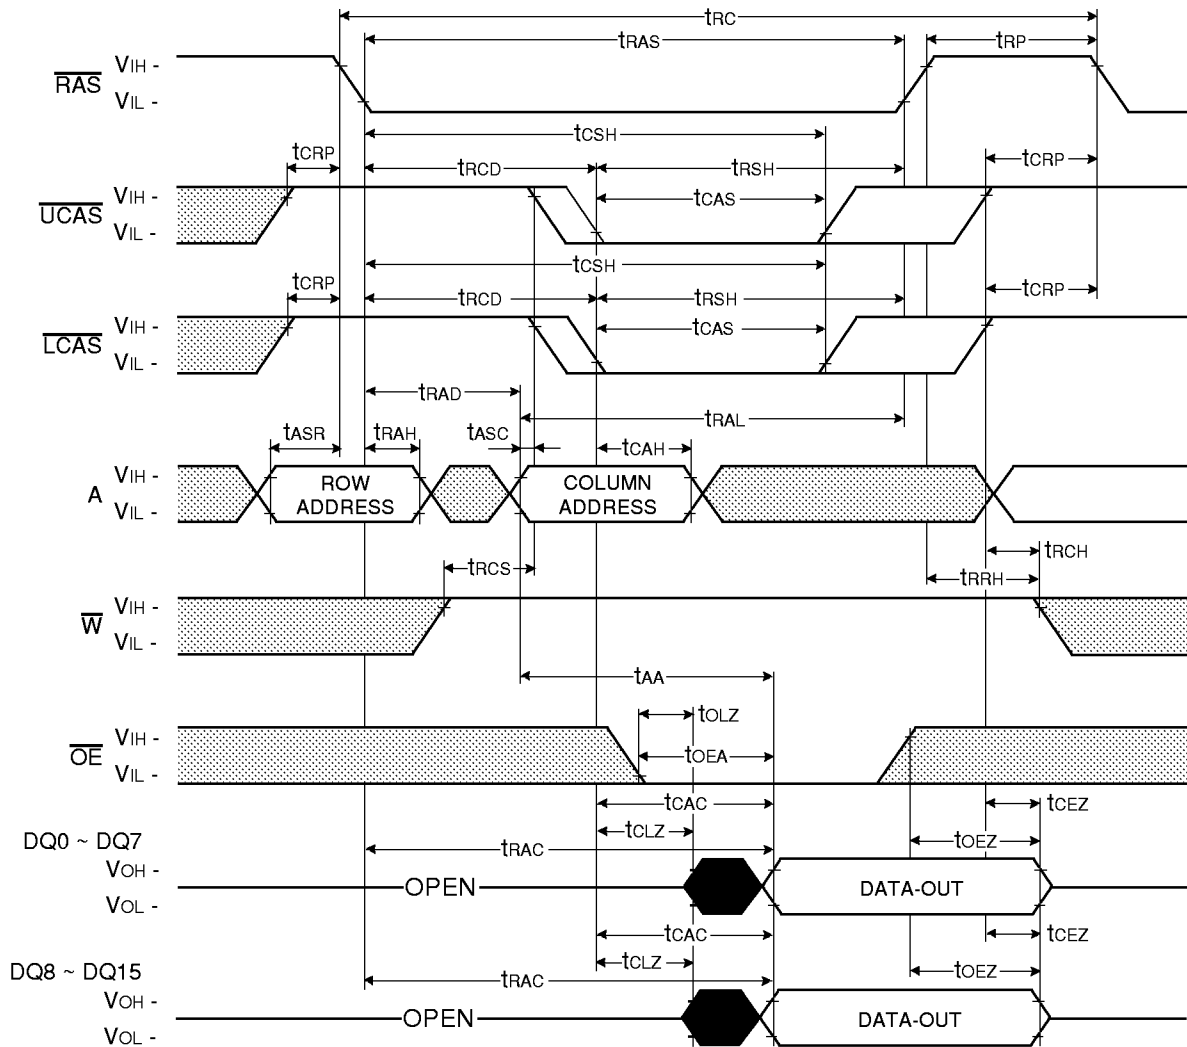 tRC
tRAS
tRP
RAS
VIH -
VIL -
tCSH
tCRP
tRCD
tRSH
tCRP
UCAS
VIH -
VIL -
tCAS
tCSH
tCRP
tRCD
tRSH
tCRP
LCAS
VIH -
VIL -
tCAS
tRAD
tRAL
tASR
tRAH
tASC
tCAH
A
VIH -
VIL -
ROW
ADDRESS
COLUMN
ADDRESS
tRCH
tRCS
tRRH
W
VIH -
VIL -
tAA
tOLZ
OE
VIH -
VIL -
tOEA
tCAC
tCEZ
tCLZ
tOEZ
DQ0 ~ DQ7
tRAC
VOH -
VOL -
OPEN
DATA-OUT
tCAC
tCEZ
tCLZ
tOEZ
DQ8 ~ DQ15
tRAC
VOH -
VOL -
OPEN
DATA-OUT